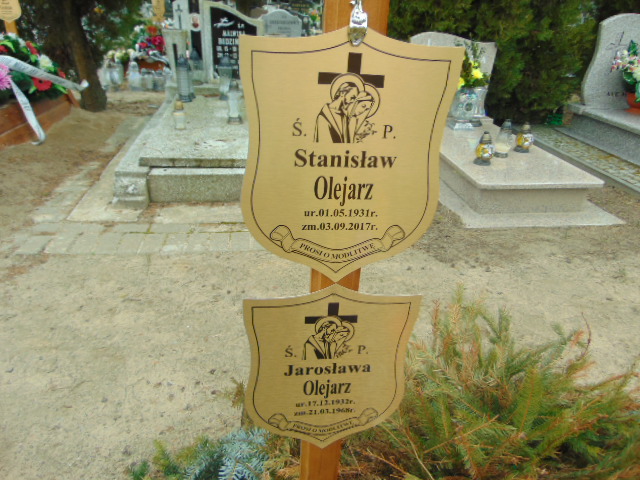 Ś. P.
Stanisław
Olejarz
ur.01.05.1931r.
zm.03.09.2017r.
PROSI O MODLITWĘ
Ś. P.
Jarosława
Olejarz
ur.17.12.1932r.
zm.21.03.1968r.
PROSI O MODLITWĘ